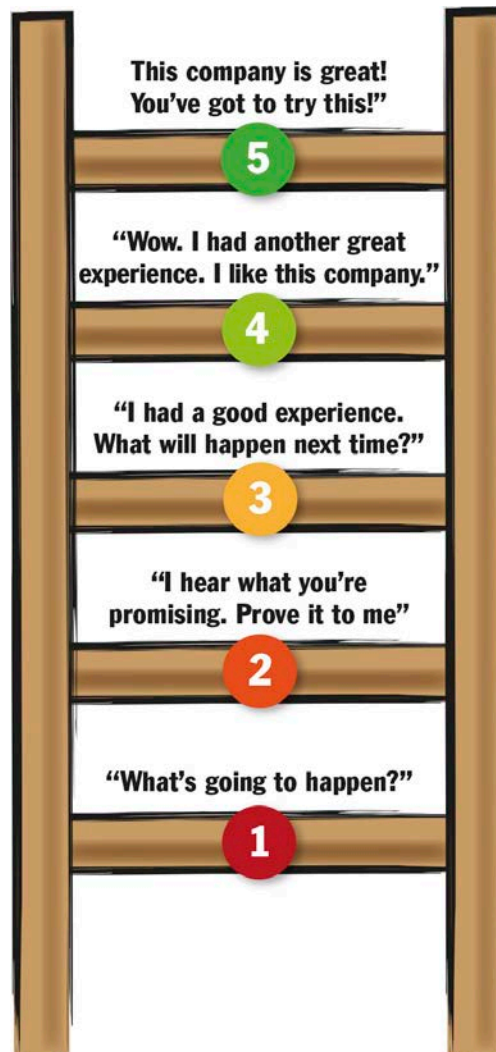 This company is great!
You’ve got to try this!”
5
“Wow. I had another great
experience. I like this company.”
4
“I had a good experience.
What will happen next time?”
3
“I hear what you’re
promising. Prove it to me”
2
“What’s going to happen?”
1